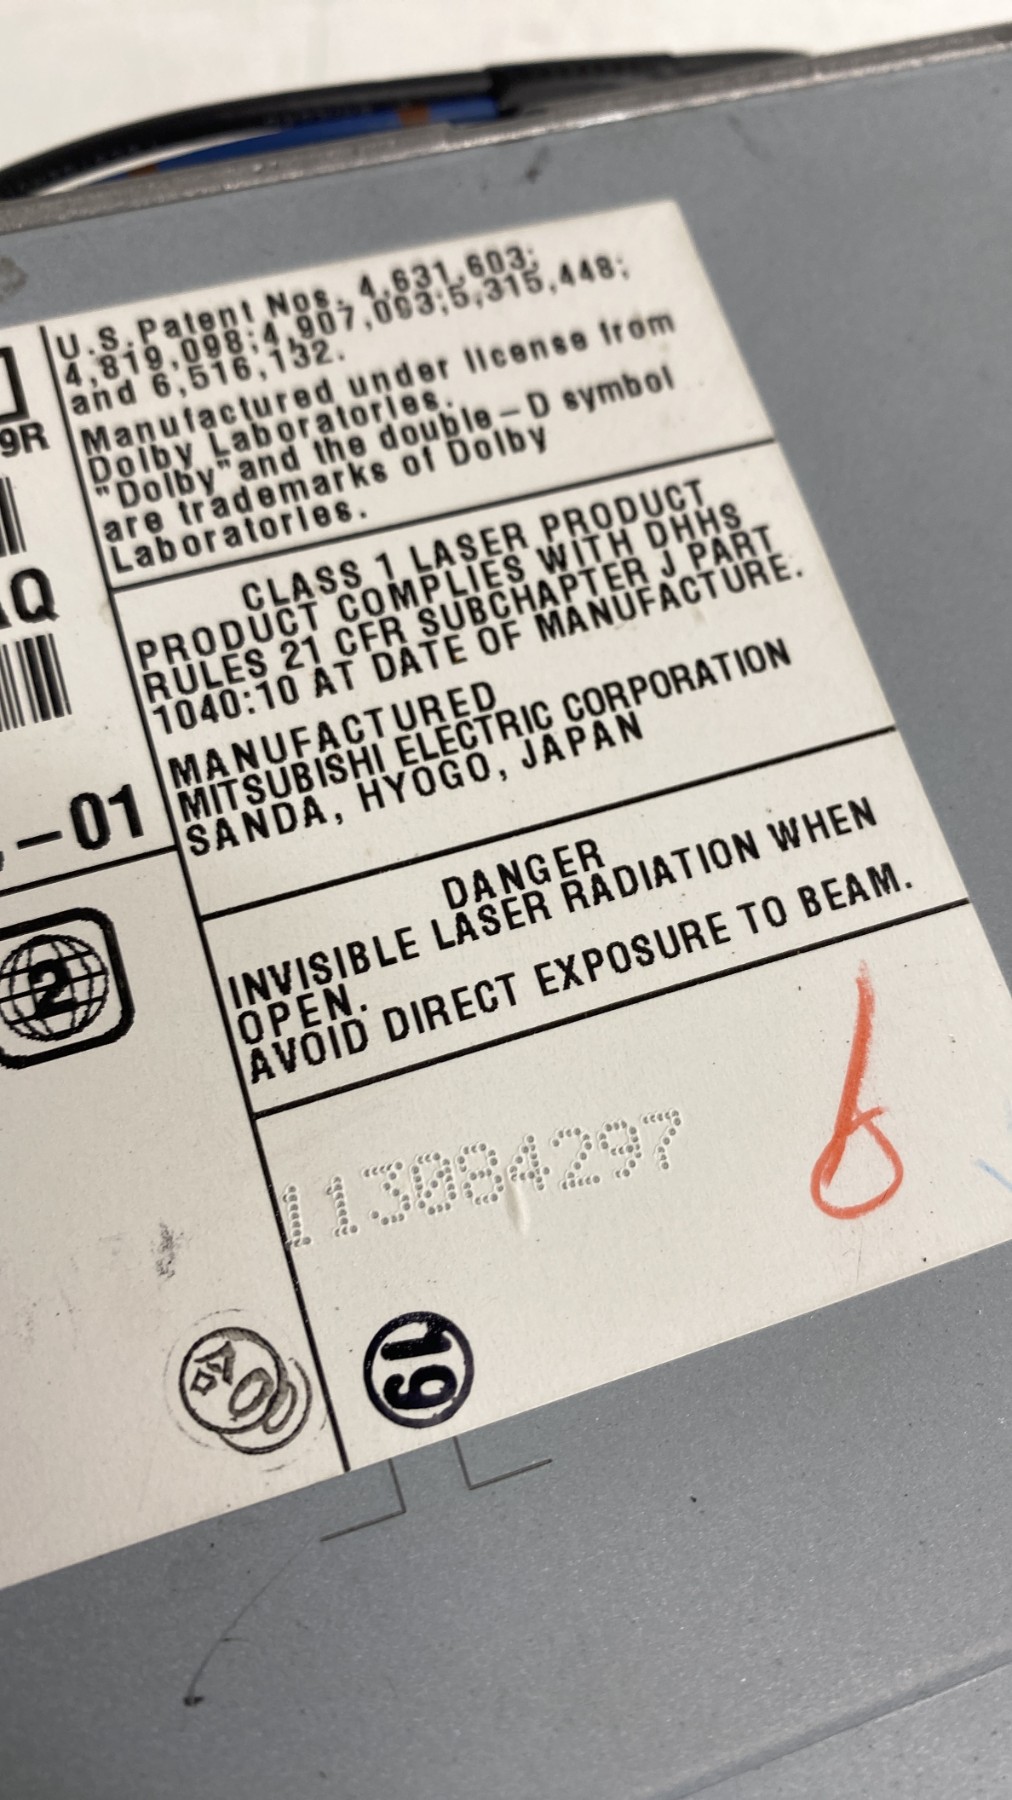 U.S.Patent Nos. 4,631,603;
4,819,098;4,907,093;5,315,448;
and 6,516,132.
Manufactured under license from
Dolby Laboratories.
"Dolby"and the double–D symbol
are trademarks of Dolby
Laboratories.
9R
CLASS 1 LASER PRODUCT
PRODUCT COMPLIES WITH DHHS
RULES 21 CFR SUBCHAPTER J PART
1040:10 AT DATE OF MANUFACTURE.
Q
MANUFACTURED
MITSUBISHI ELECTRIC CORPORATION
SANDA, HYOGO, JAPAN
–01
DANGER
INVISIBLE LASER RADIATION WHEN
OPEN.
AVOID DIRECT EXPOSURE TO BEAM.
2
113084297
6
19